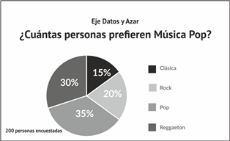 Eje Datos y Azar
¿Cuántas personas prefieren Música Pop?
15%
20%
35%
30%
Clásica
Rock
Pop
Reggaeton
200 personas encuestadas